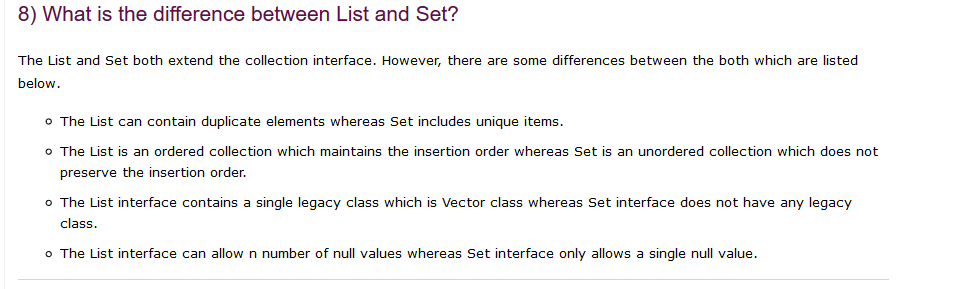 8) What is the difference between List and Set?
The List and Set both extend the collection interface. However, there are some differences between the both which are listed
below.
The List can contain duplicate elements whereas Set includes unique items.
The List is an ordered collection which maintains the insertion order whereas Set is an unordered collection which does not
preserve the insertion order.
The List interface contains a single legacy class which is Vector class whereas Set interface does not have any legacy
class.
The List interface can allow n number of null values whereas Set interface only allows a single null value.